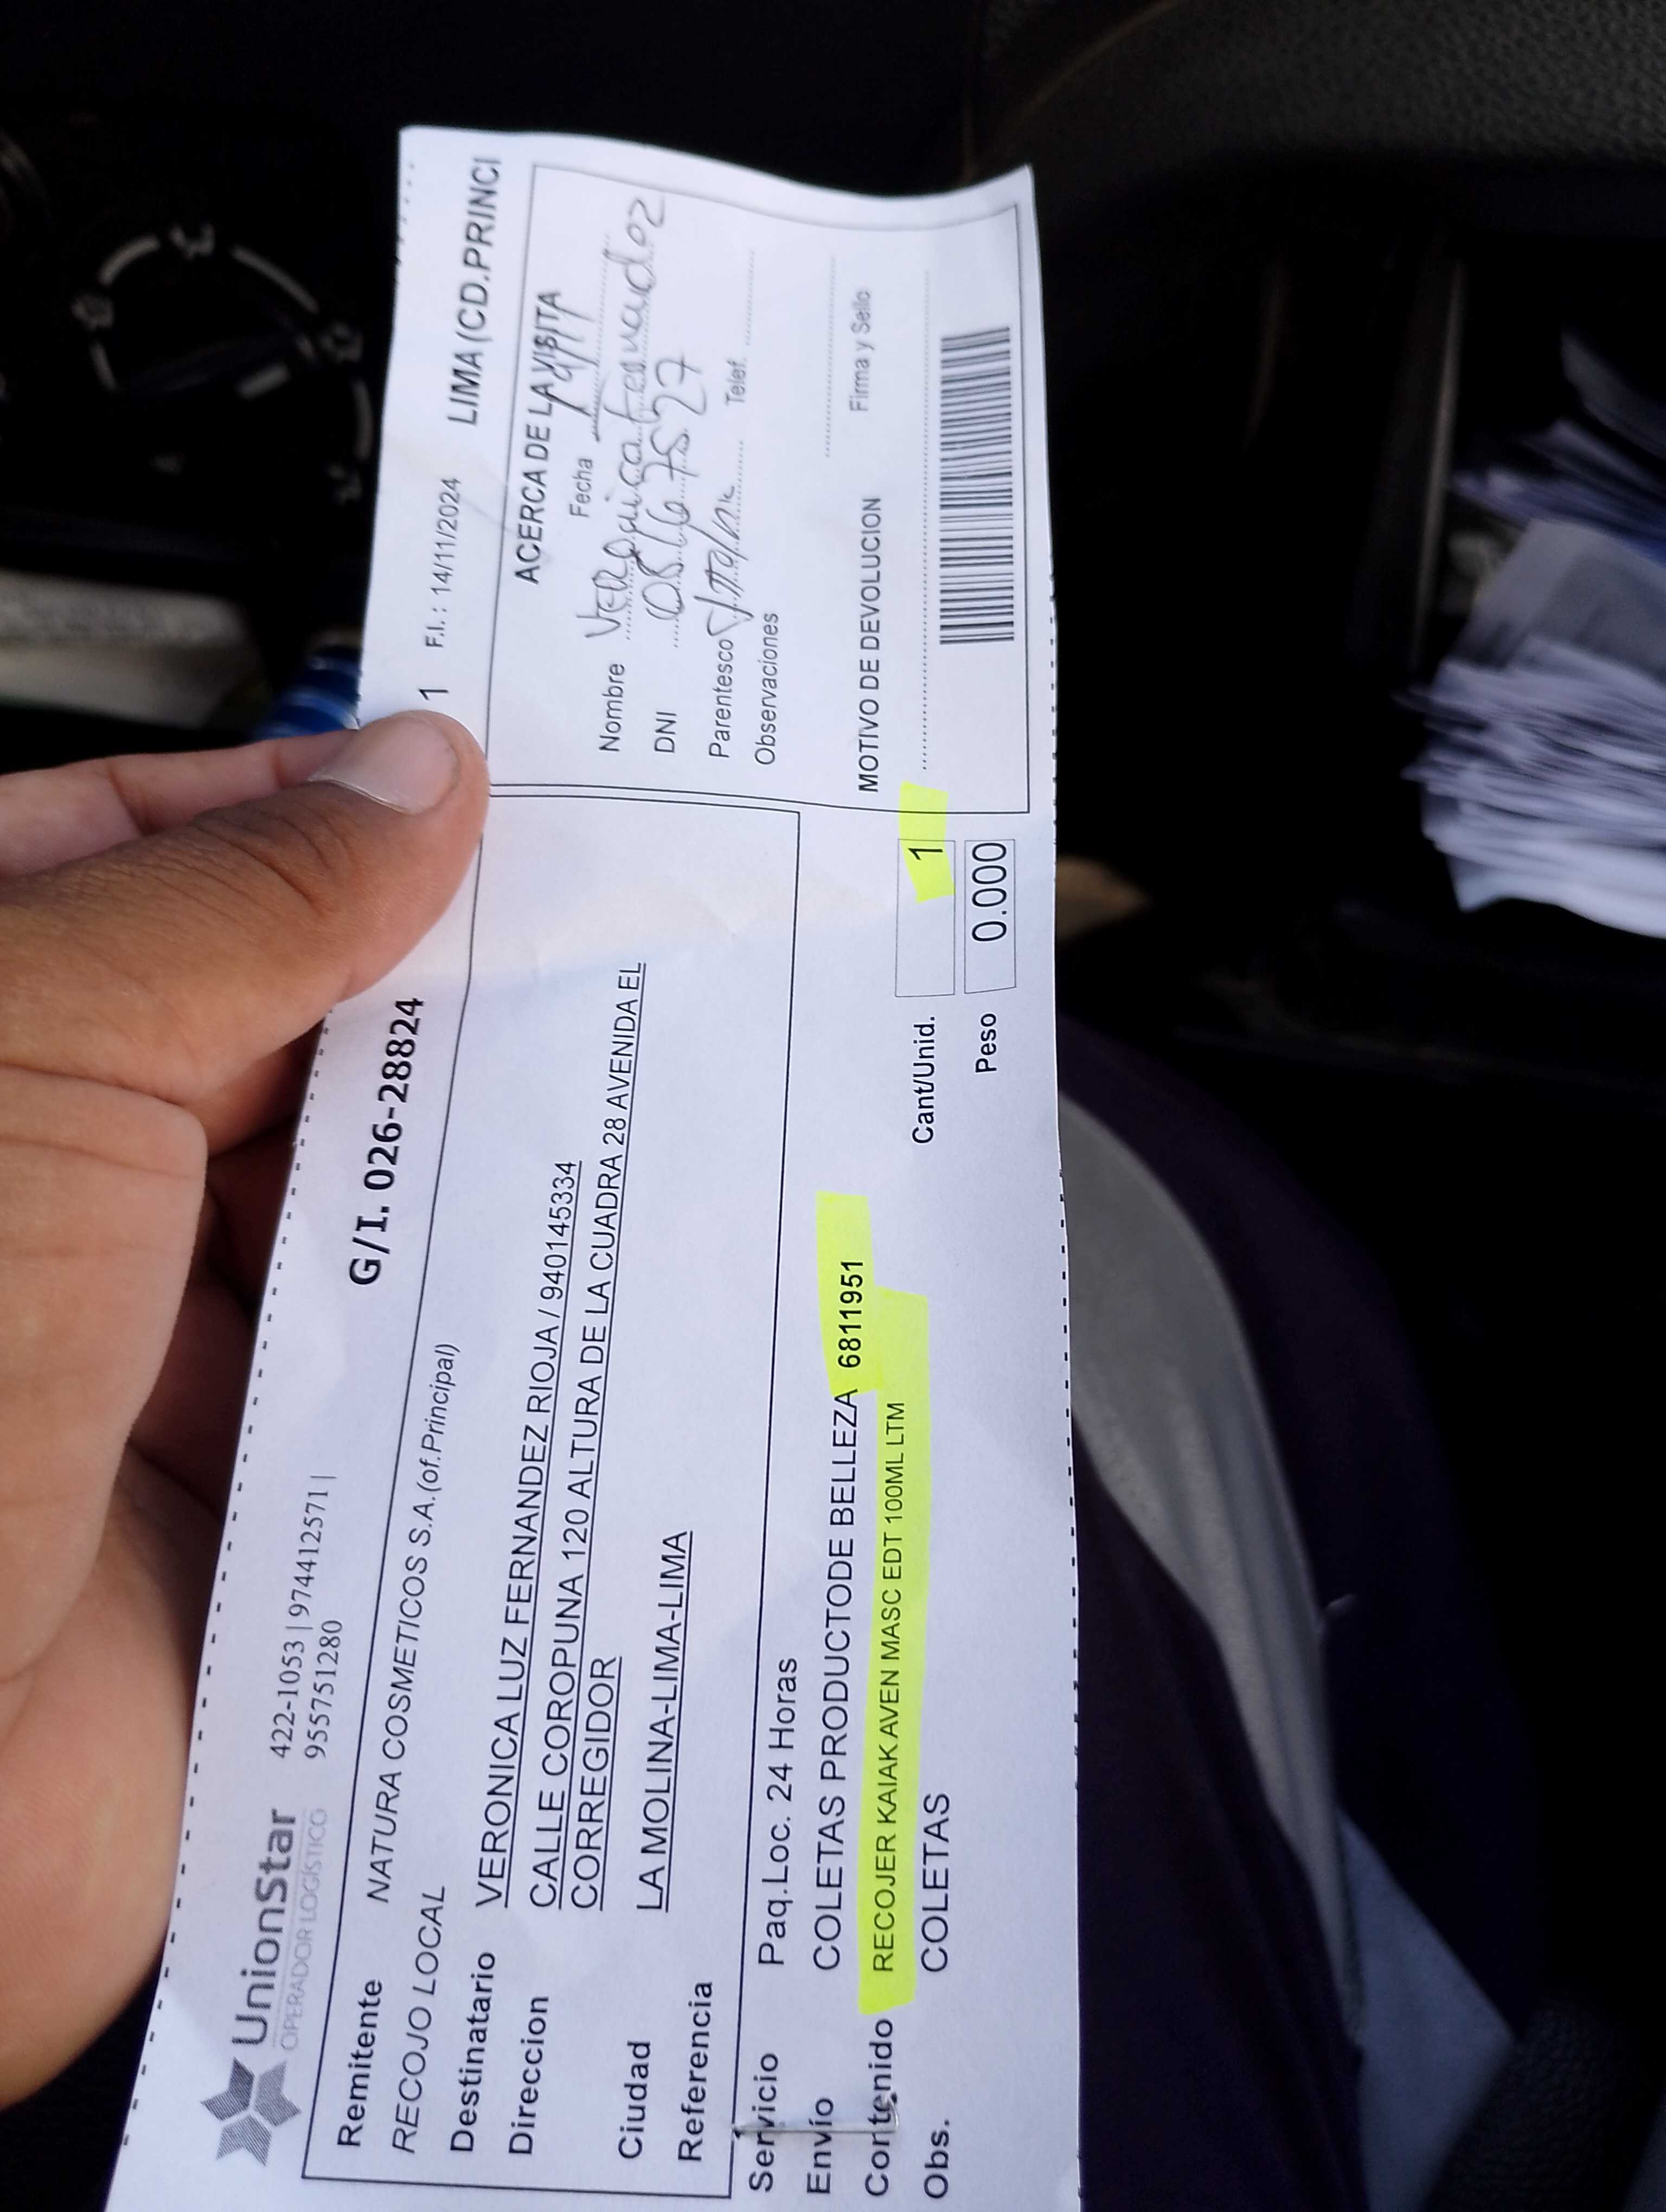 UnionStar
OPERADOR LOGÍSTICO
422-1053 | 974412571 |
955751280
G/I. 026-28824
1 F.I. : 14/11/2024 LIMA (CD.PRINCI
Remitente NATURA COSMETICOS S.A.(of.Principal)
RECOJO LOCAL
Destinatario VERONICA LUZ FERNANDEZ RIOJA / 940145334
Direccion CALLE COROPUNA 120 ALTURA DE LA CUADRA 28 AVENIDA EL
CORREGIDOR
Ciudad LA MOLINA-LIMA-LIMA
Referencia
Servicio Paq.Loc. 24 Horas
Envío COLETAS PRODUCTODE BELLEZA 6811951
Contenido RECOJER KAIAK AVEN MASC EDT 100ML LTM
Obs. COLETAS
Cant/Unid. 1
Peso 0.000
ACERCA DE LA VISITA
Fecha
Nombre Veronica Fernandez
DNI
Parentesco Telef.
Observaciones
MOTIVO DE DEVOLUCION Firma y Sello